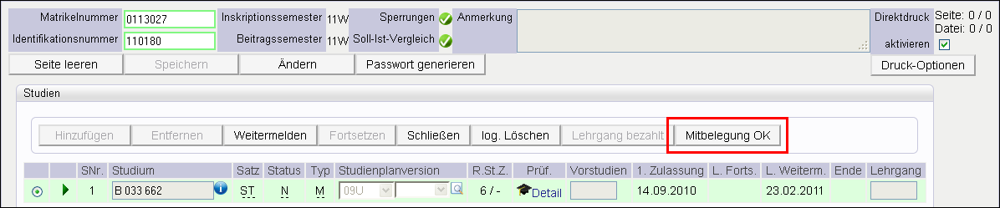 Matrikelnummer 0113027 Inskriptionssemester 11W Sperrungen Anmerkung Direktdruck Seite: 0 / 0
Datei: 0 / 0
Identifikationsnummer 110180 Beitragssemester 11W Soll-Ist-Vergleich aktivieren
Seite leeren Speichern Ändern Passwort generieren Druck-Optionen
Studien
Hinzufügen Entfernen Weitermelden Fortsetzen Schließen log. Löschen Lehrgang bezahlt Mitbelegung OK
SNr. Studium Satz Status Typ Studienplanversion R.St.Z. Prüf. Vorstudien 1. Zulassung L. Forts. L. Weiterm. Ende Lehrgang
1 B 033 662 ST N M 09U 6 / - Detail 14.09.2010 23.02.2011